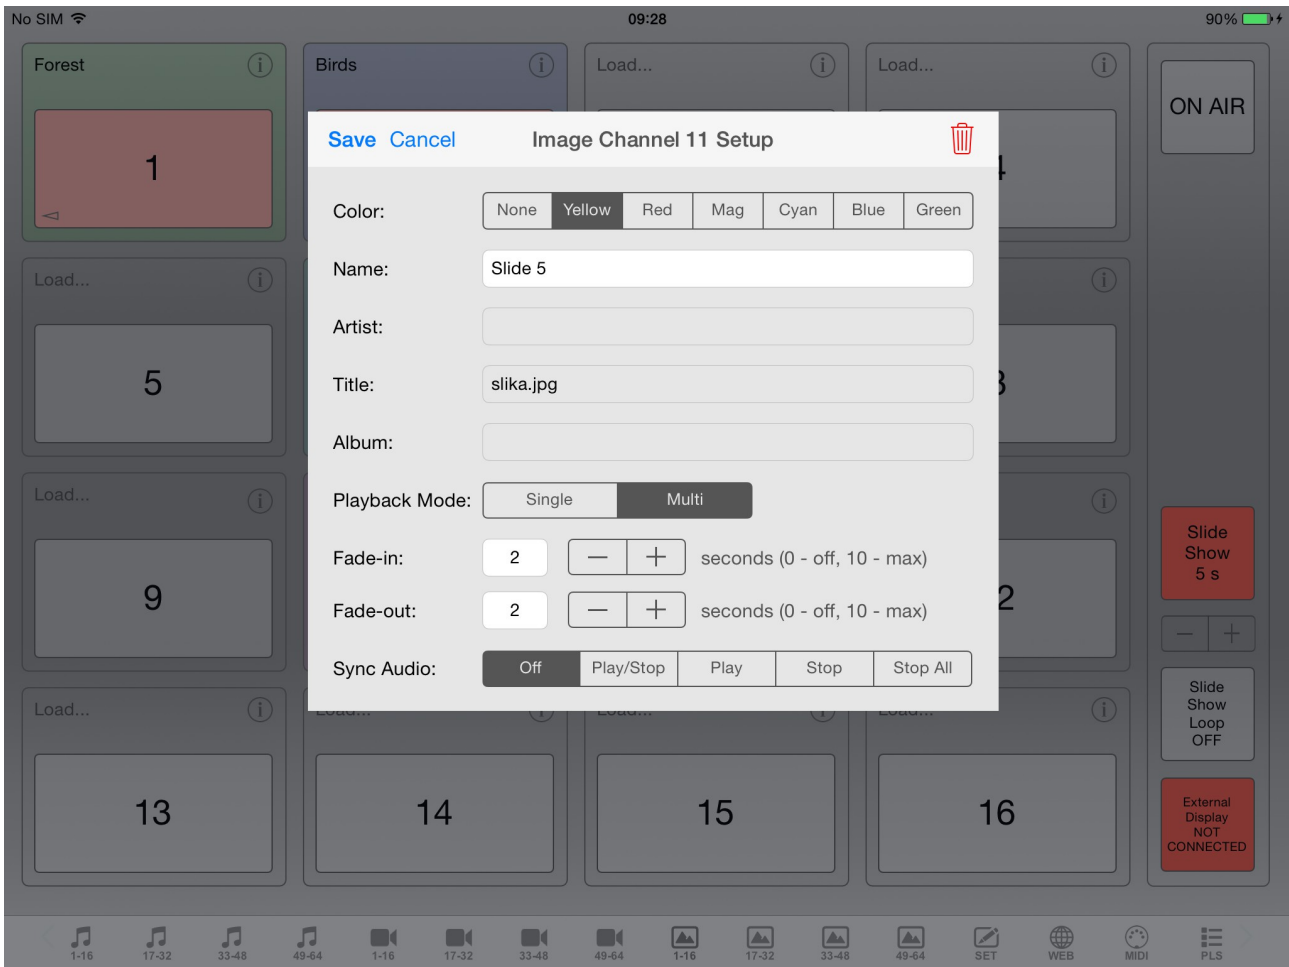 No SIM 09:28 90%
Forest Birds Load... Load...
ON AIR
1
Save Cancel Image Channel 11 Setup
Color: None Yellow Red Mag Cyan Blue Green
Load...
Name: Slide 5
Artist:
5
Title: slika.jpg
Album:
Load...
Playback Mode: Single Multi
Slide
Show
5 s
Fade-in: 2 — + seconds (0 - off, 10 - max)
9
Fade-out: 2 — + seconds (0 - off, 10 - max)
2
— +
Sync Audio: Off Play/Stop Play Stop Stop All
Slide
Show
Loop
OFF
Load... Load... Load... Load...
13 14 15 16
External
Display
NOT
CONNECTED
1-16 17-32 33-48 49-64 1-16 17-32 33-48 49-64 1-16 17-32 33-48 49-64 SET WEB MIDI PLS